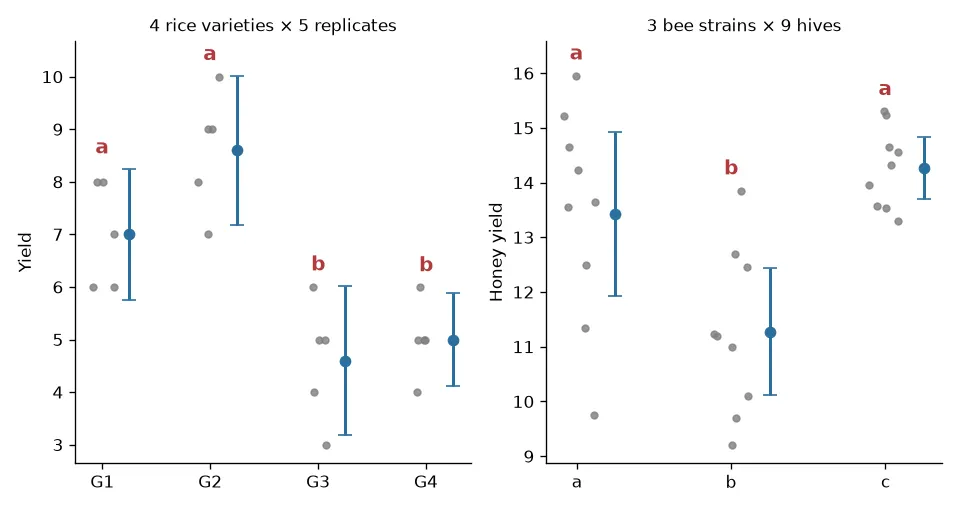 4 rice varieties × 5 replicates
Yield
10
9
8
7
6
5
4
3
a
a
b
b
G1 G2 G3 G4
3 bee strains × 9 hives
Honey yield
16
15
14
13
12
11
10
9
a
b
a
a b c